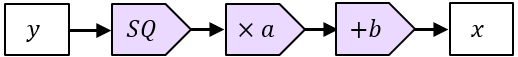 y SQ × a +b x